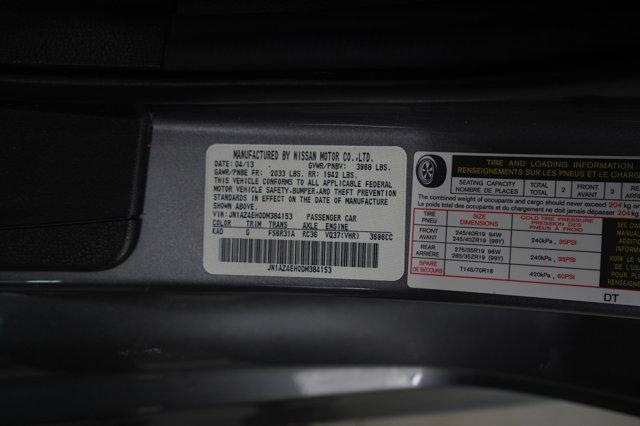 MANUFACTURED BY NISSAN MOTOR CO.,LTD.
DATE: 04/13 GVWR/PNBV: 3968 LBS.
GAWR/PNBE FR: 2033 LBS. RR: 1942 LBS.
THIS VEHICLE CONFORMS TO ALL APPLICABLE FEDERAL
MOTOR VEHICLE SAFETY,BUMPER,AND THEFT PREVENTION
STANDARDS IN EFFECT ON THE DATE OF MANUFACTURE
SHOWN ABOVE.
VIN: JN1AZ4EH0DM384153 PASSENGER CAR
COLOR TRIM TRANS AXLE ENGINE
KAD G FS6R31A RC36 VQ37(VHR) 3696CC
JN1AZ4EH0DM384153
TIRE AND LOADING INFORMATION
RENSEIGNEMENTS SUR LES PNEUS ET LE CHARGE
SEATING CAPACITY TOTAL 2 FRONT 2
NOMBRE DE PLACES TOTAL AVANT
The combined weight of occupants and cargo should never exceed 204 kg or
Le poids total des occupants et du chargement ne doit jamais dépasser 204 kg
TIRE SIZE COLD TIRE PRESSURE
PNEU DIMENSIONS PRESSION DES PNEUS À FROID
FRONT 245/40R19 94W 240kPa , 35PSI
AVANT 245/40ZR19 (98Y)
REAR 275/35R19 96W 240kPa , 35PSI
ARRIÈRE 285/35ZR19 (99Y)
SPARE T145/70R18 420kPa , 60PSI
DE SECOURS
SEE OWNE
VOIR LE M
DT